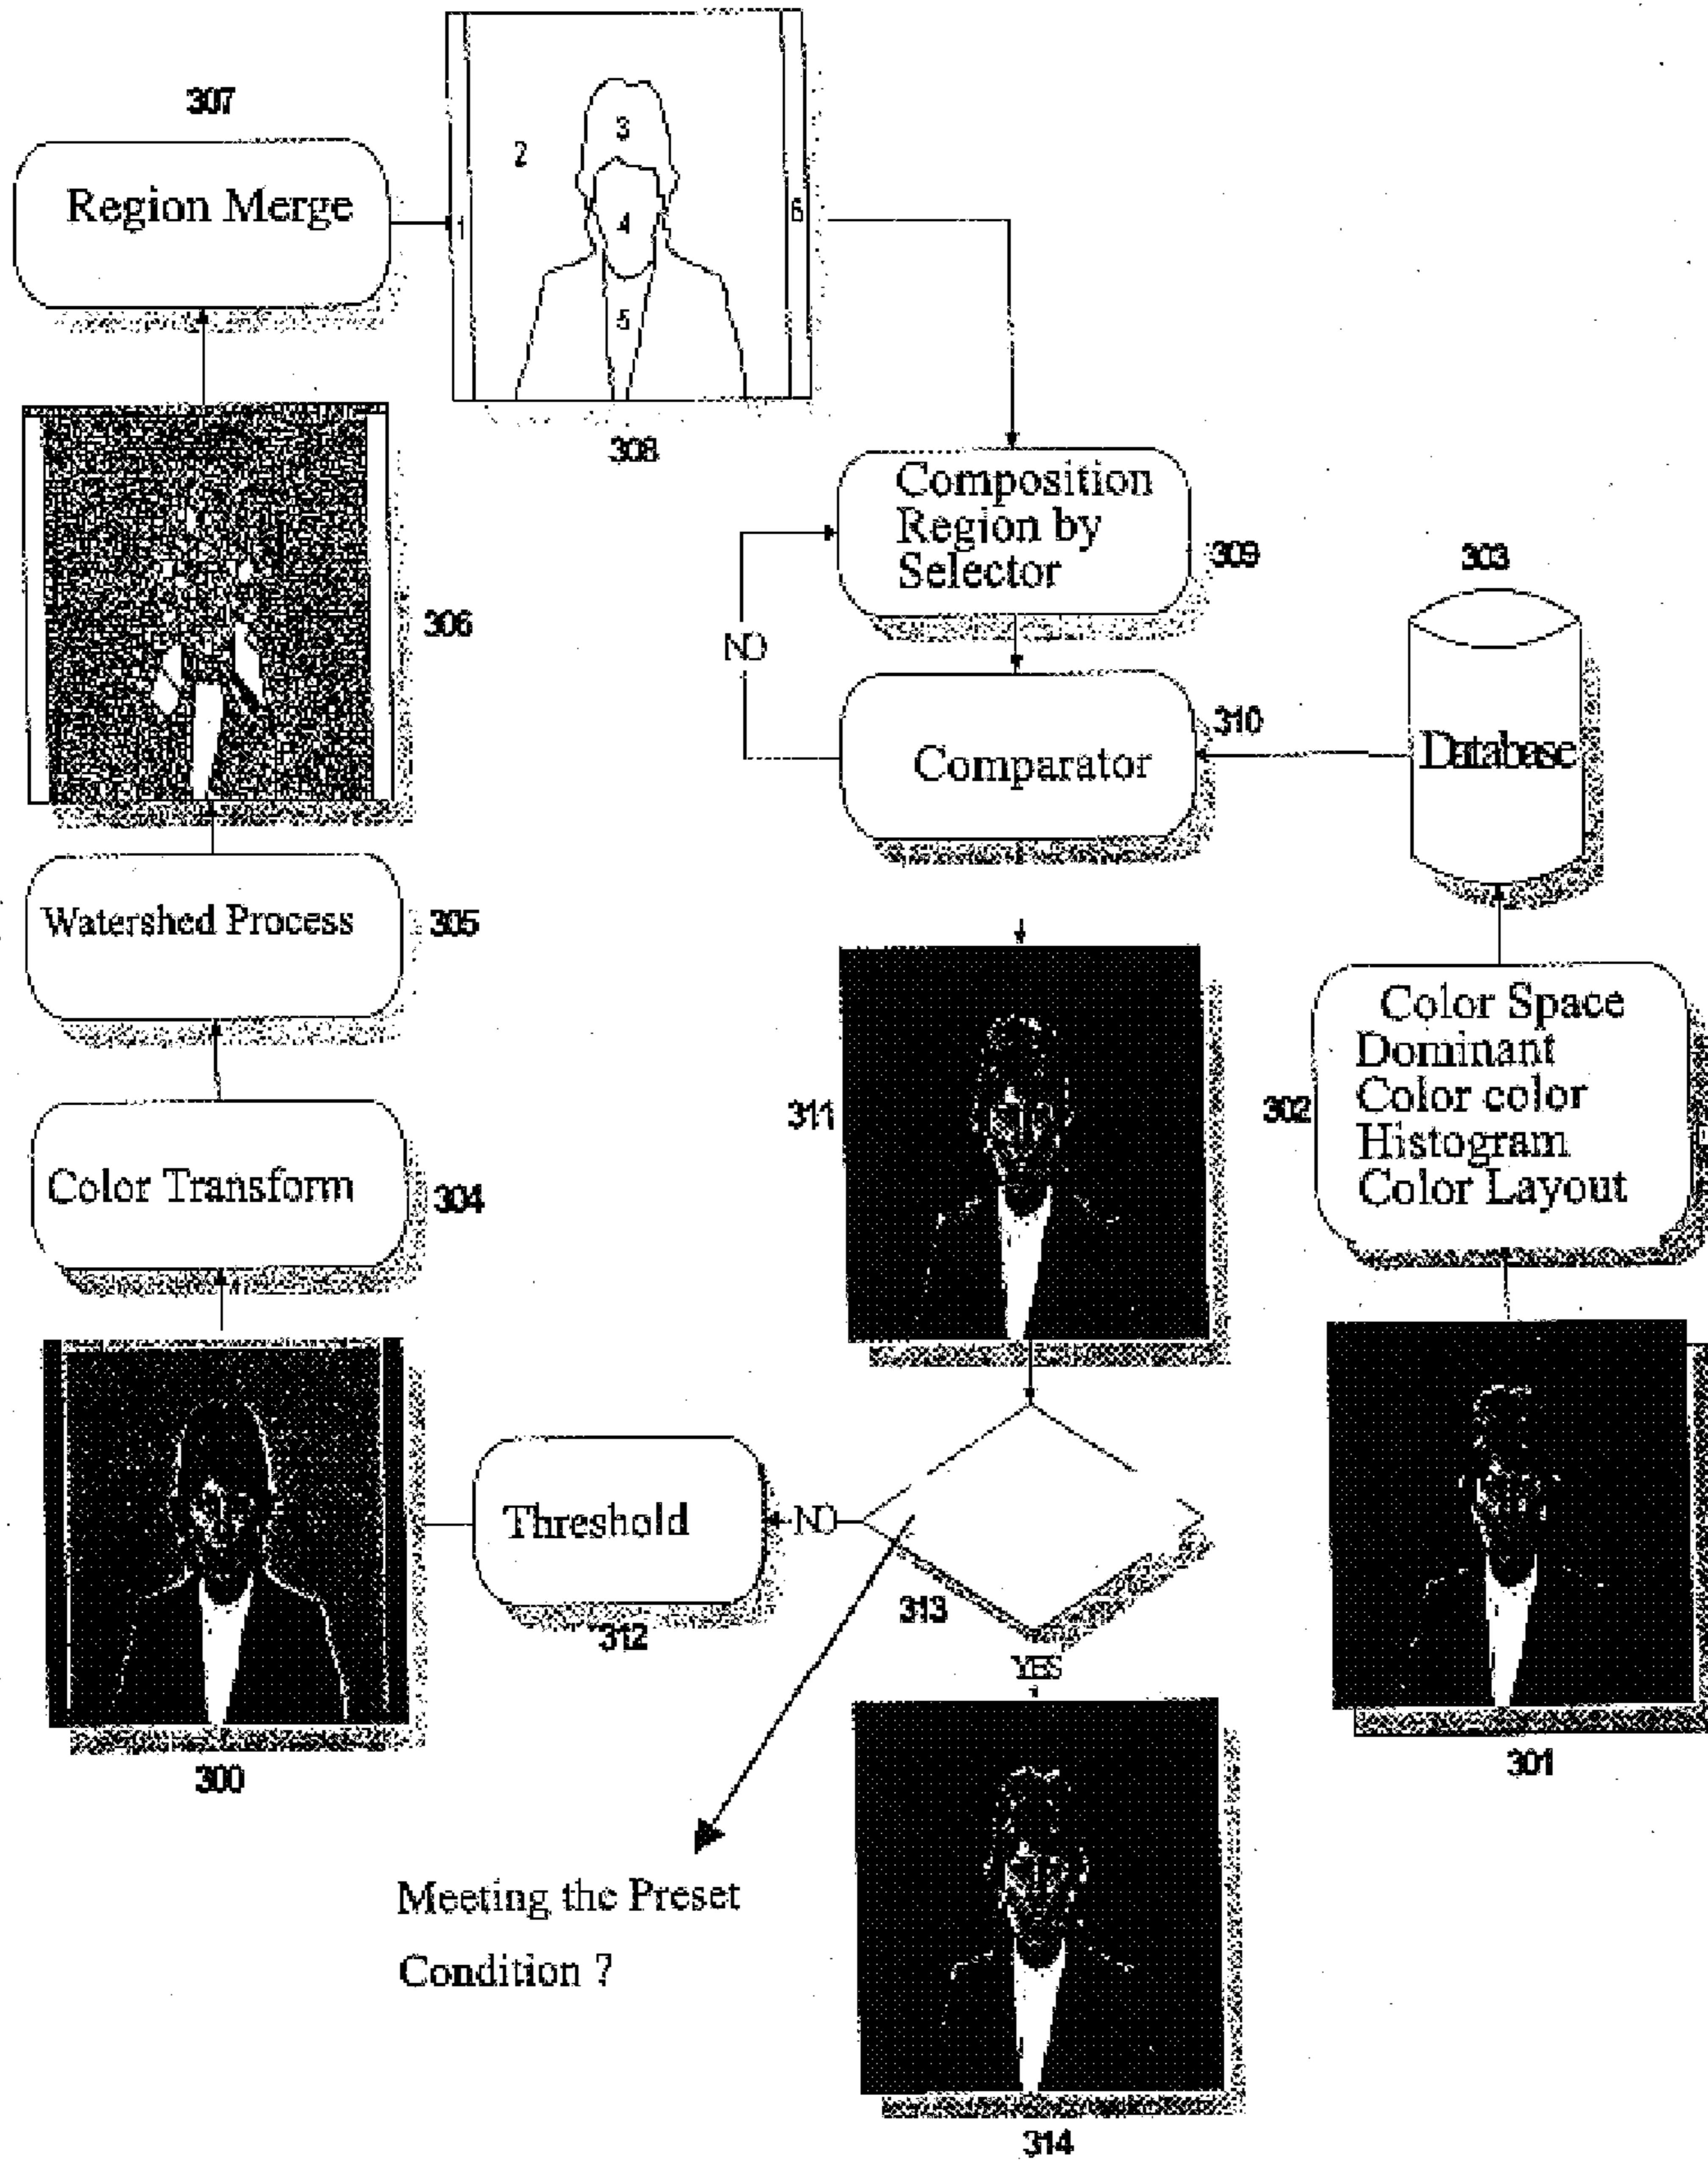 307
Region Merge
1
2
3
4
5
6
308
306
Composition
Region by
Selector
309
303
NO
310
Comparator
Database
Watershed Process
305
Color Space
Dominant
Color color
Histogram
Color Layout
302
311
Color Transform
304
Threshold
NO
313
312
YES
300
301
Meeting the Preset
Condition ?
314